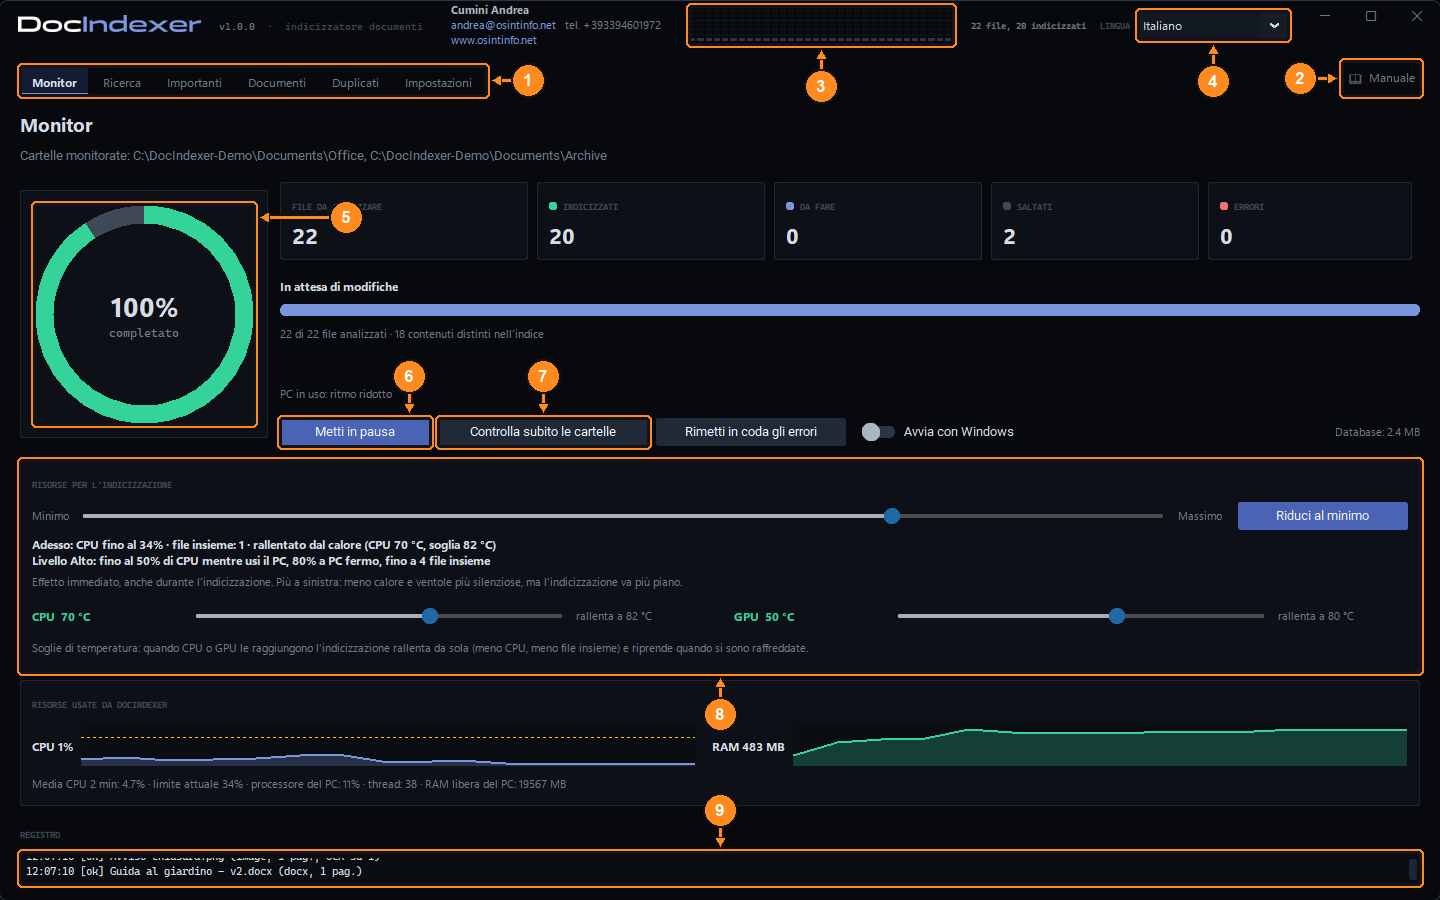 DocIndexer v1.0.0 · indicizzatore documenti
Cumini Andrea
andrea@osintinfo.net tel. +393394601972
www.osintinfo.net
22 file, 20 indicizzati
LINGUA
Italiano
3
4
Monitor
Ricerca
Importanti
Documenti
Duplicati
Impostazioni
1
2
Manuale
Monitor
Cartelle monitorate: C:\DocIndexer-Demo\Documents\Office, C:\DocIndexer-Demo\Documents\Archive
100%
completato
5
FILE DA
22
INDICIZZATI
20
DA FARE
0
SALTATI
2
ERRORI
0
In attesa di modifiche
22 di 22 file analizzati · 18 contenuti distinti nell'indice
6
7
PC in uso: ritmo ridotto
Metti in pausa
Controlla subito le cartelle
Rimetti in coda gli errori
Avvia con Windows
Database: 2.4 MB
RISORSE PER L'INDICIZZAZIONE
Minimo
Massimo
Riduci al minimo
Adesso: CPU fino al 34% · file insieme: 1 · rallentato dal calore (CPU 70 °C, soglia 82 °C)
Livello Alto: fino al 50% di CPU mentre usi il PC, 80% a PC fermo, fino a 4 file insieme
Effetto immediato, anche durante l'indicizzazione. Più a sinistra: meno calore e ventole più silenziose, ma l'indicizzazione va più piano.
CPU 70 °C
rallenta a 82 °C
GPU 50 °C
rallenta a 80 °C
Soglie di temperatura: quando CPU o GPU le raggiungono l'indicizzazione rallenta da sola (meno CPU, meno file insieme) e riprende quando si sono raffreddate.
8
RISORSE USATE DA DOCINDEXER
CPU 1%
RAM 483 MB
Media CPU 2 min: 4.7% · limite attuale 34% · processore del PC: 11% · thread: 38 · RAM libera del PC: 19567 MB
9
REGISTRO
12:07:10 [ok] Guida al giardino – v2.docx (docx, 1 pag.)